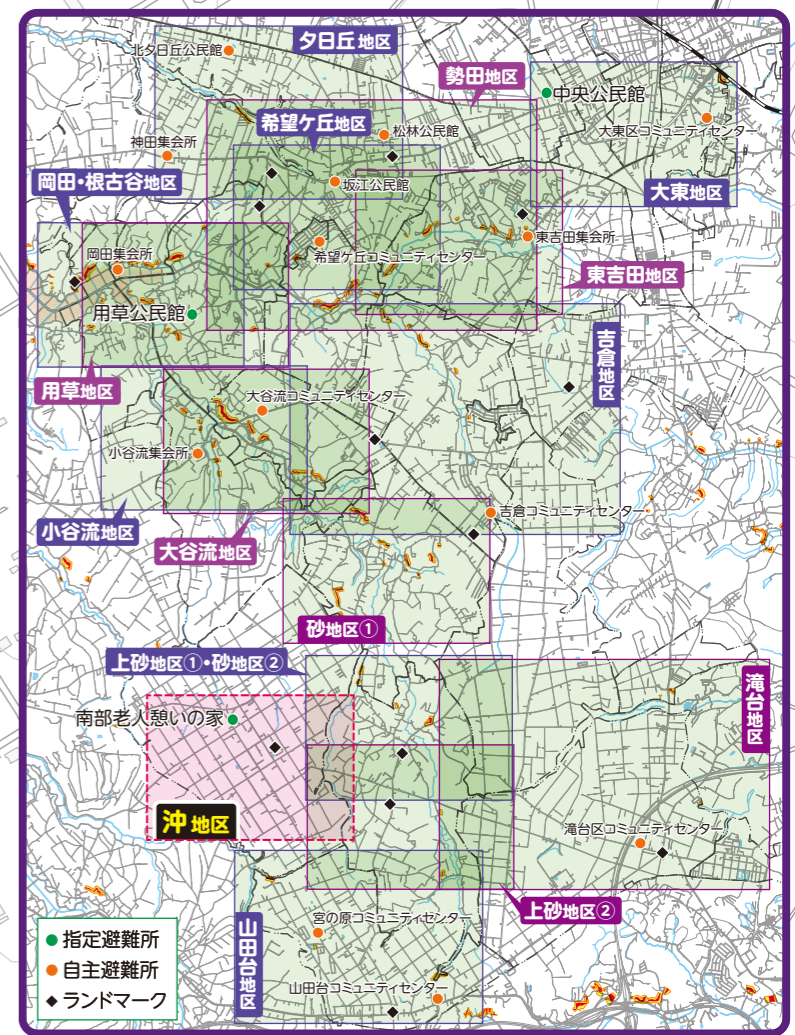 夕日丘地区
北夕日丘公民館
勢田地区
中央公民館
希望ケ丘地区
松林公民館
大東区コミュニティセンター
神田集会所
岡田・根古谷地区
坂江公民館
大東地区
岡田集会所
希望ケ丘コミュニティセンター
東吉田集会所
東吉田地区
用草公民館
吉倉地区
用草地区
大谷流コミュニティセンター
小谷流集会所
吉倉コミュニティセンター
小谷流地区
大谷流地区
砂地区①
上砂地区①・砂地区②
滝台地区
南部老人憩いの家
沖地区
滝台区コミュニティセンター
上砂地区②
宮の原コミュニティセンター
山田台地区
山田台コミュニティセンター
指定避難所
自主避難所
ランドマーク